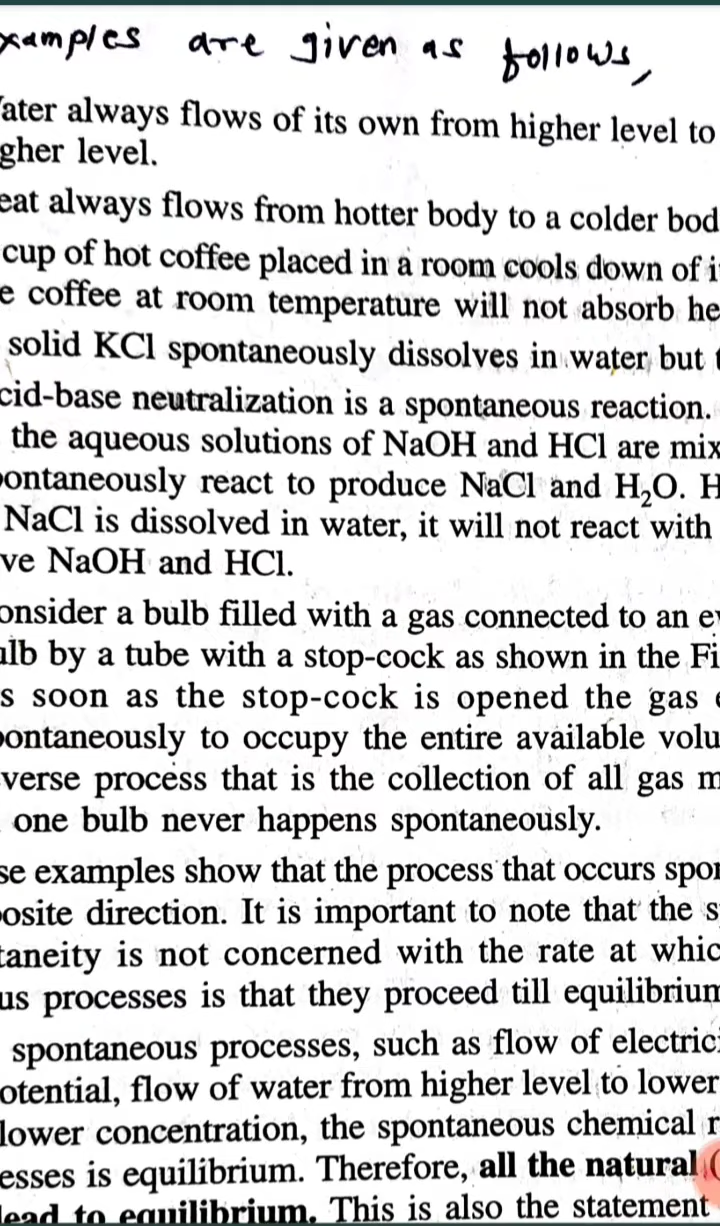 xamples are given as follows,
ater always flows of its own from higher level to
gher level.
eat always flows from hotter body to a colder bod
cup of hot coffee placed in a room cools down of i
e coffee at room temperature will not absorb he
solid KCl spontaneously dissolves in water but t
cid-base neutralization is a spontaneous reaction.
the aqueous solutions of NaOH and HCl are mix
ontaneously react to produce NaCl and H₂O. H
NaCl is dissolved in water, it will not react with
ve NaOH and HCl.
onsider a bulb filled with a gas connected to an ev
ulb by a tube with a stop-cock as shown in the Fi
s soon as the stop-cock is opened the gas e
ontaneously to occupy the entire available volu
verse process that is the collection of all gas m
one bulb never happens spontaneously.
se examples show that the process that occurs spon
osite direction. It is important to note that the s
taneity is not concerned with the rate at whic
us processes is that they proceed till equilibrium
spontaneous processes, such as flow of electrici
otential, flow of water from higher level to lower
lower concentration, the spontaneous chemical r
esses is equilibrium. Therefore, all the natural (
lead to equilibrium. This is also the statement